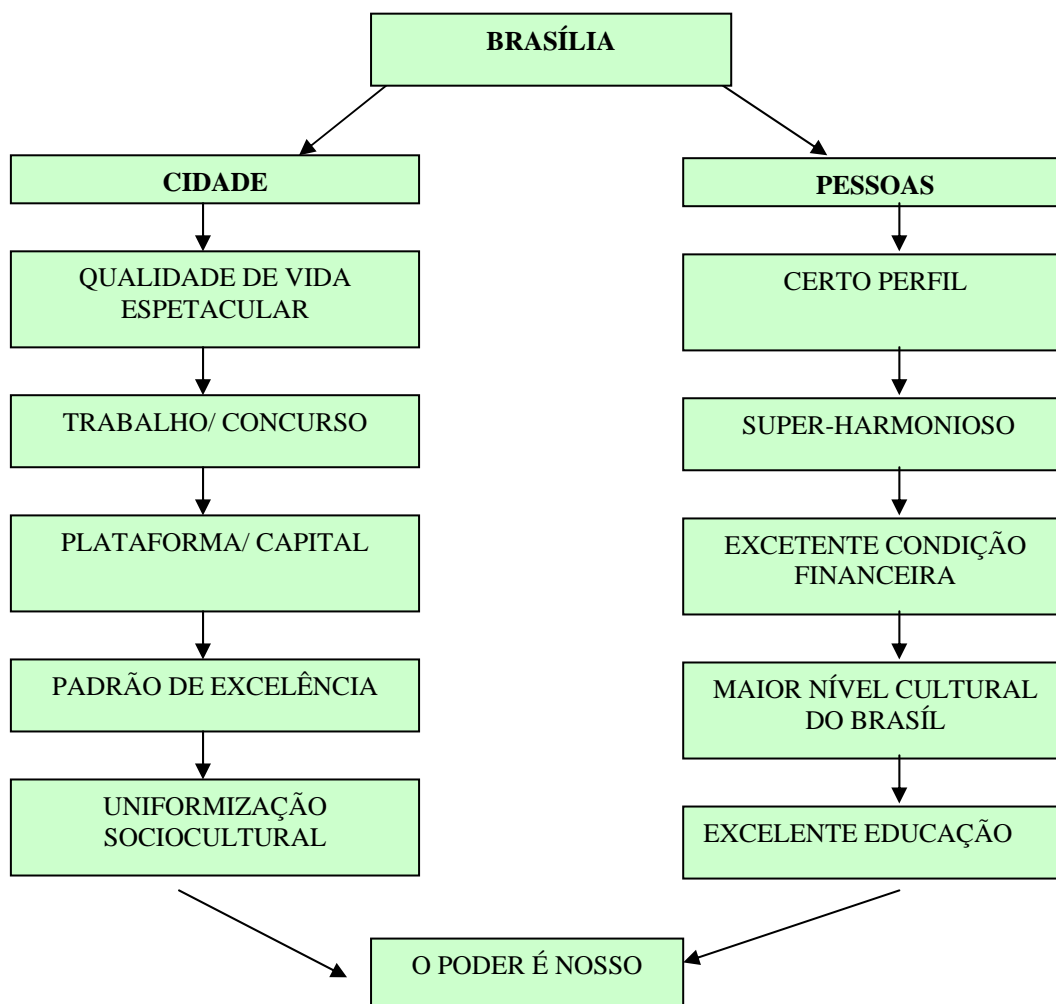 BRASÍLIA
CIDADE
PESSOAS
QUALIDADE DE VIDA
ESPETACULAR
CERTO PERFIL
TRABALHO/ CONCURSO
SUPER-HARMONIOSO
PLATAFORMA/ CAPITAL
EXCETENTE CONDIÇÃO
FINANCEIRA
PADRÃO DE EXCELÊNCIA
MAIOR NÍVEL CULTURAL
DO BRASÍL
UNIFORMIZAÇÃO
SOCIOCULTURAL
EXCELENTE EDUCAÇÃO
O PODER É NOSSO